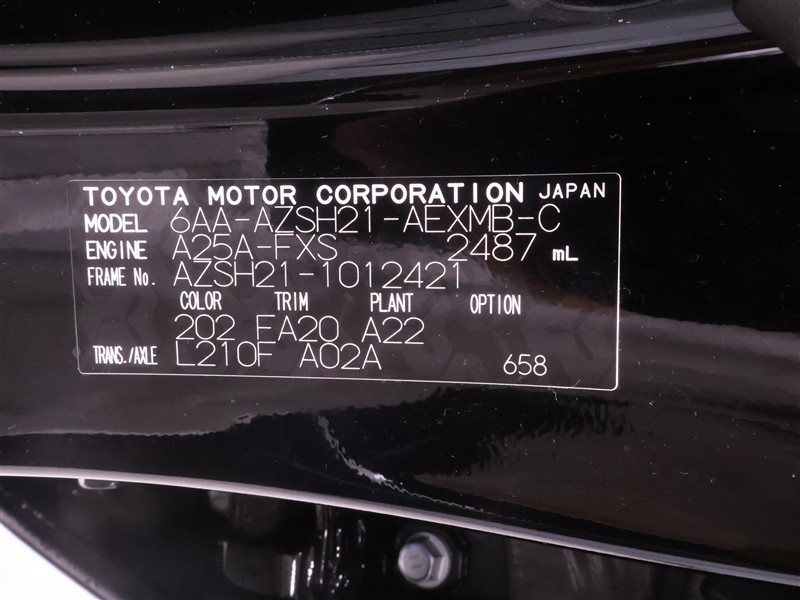 TOYOTA MOTOR CORPORATION JAPAN
MODEL 6AA-AZSH21-AEXMB-C
ENGINE A25A-FXS 2487 mL
FRAME No. AZSH21-1012421
COLOR TRIM PLANT OPTION
202 FA20 A22
TRANS./AXLE L210F A02A 658